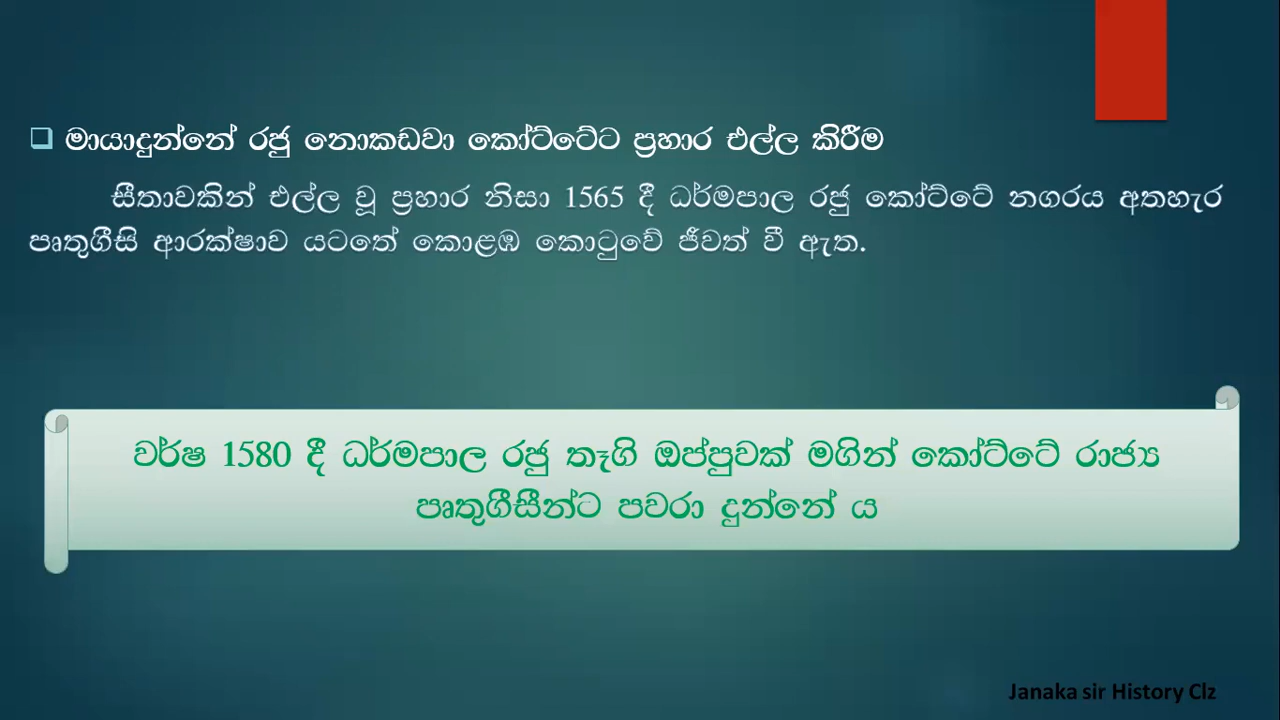 මායාදුන්නේ රජු නොකඩවා කෝට්ටේට ප්‍රහාර එල්ල කිරීම
සීතාවකින් එල්ල වූ ප්‍රහාර නිසා 1565 දී ධර්මපාල රජු කෝට්ටේ නගරය අතහැර
පෘතුගීසි ආරක්ෂාව යටතේ කොළඹ කොටුවේ ජීවත් වී ඇත.
වර්ෂ 1580 දී ධර්මපාල රජු තෑගි ඔප්පුවක් මගින් කෝට්ටේ රාජ්‍ය
පෘතුගීසීන්ට පවරා දුන්නේ ය
Janaka sir History Clz